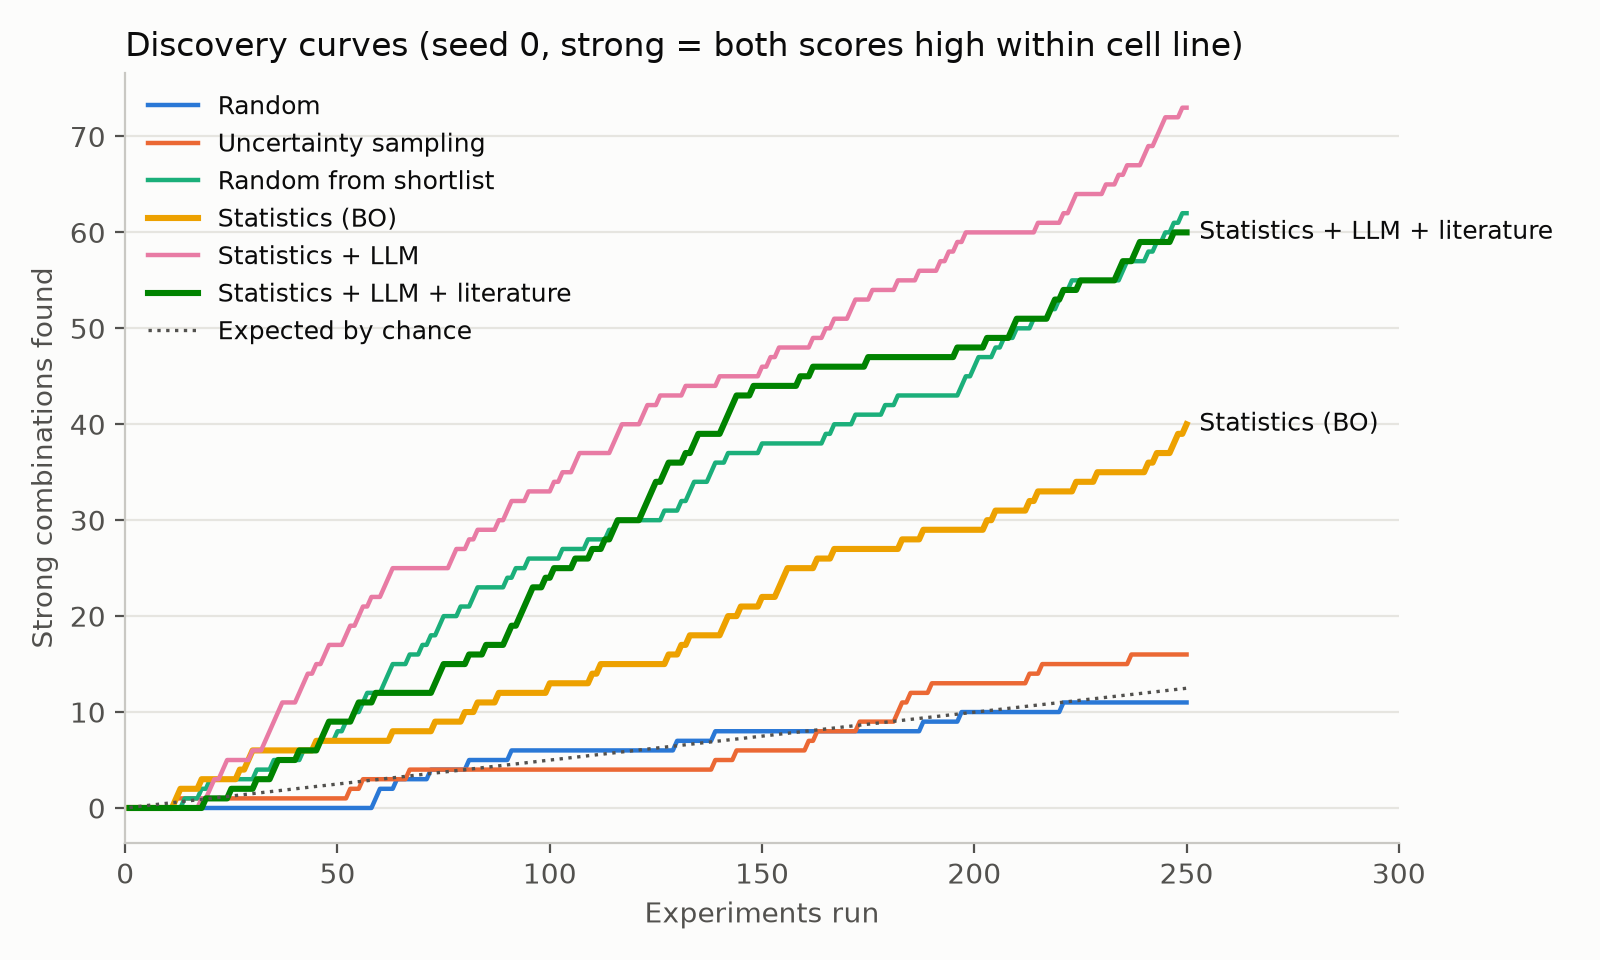 Discovery curves (seed 0, strong = both scores high within cell line)
Random
Uncertainty sampling
Random from shortlist
Statistics (BO)
Statistics + LLM
Statistics + LLM + literature
Expected by chance
Statistics + LLM + literature
Statistics (BO)
Strong combinations found
70
60
50
40
30
20
10
0
0 50 100 150 200 250 300
Experiments run